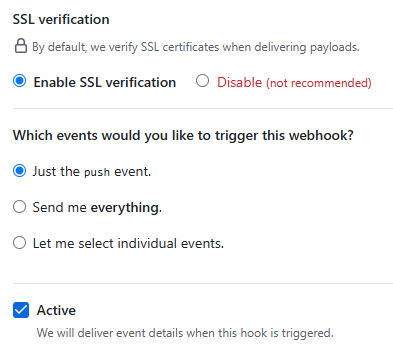 SSL verification
By default, we verify SSL certificates when delivering payloads.
Enable SSL verification Disable (not recommended)
Which events would you like to trigger this webhook?
Just the push event.
Send me everything.
Let me select individual events.
Active
We will deliver event details when this hook is triggered.